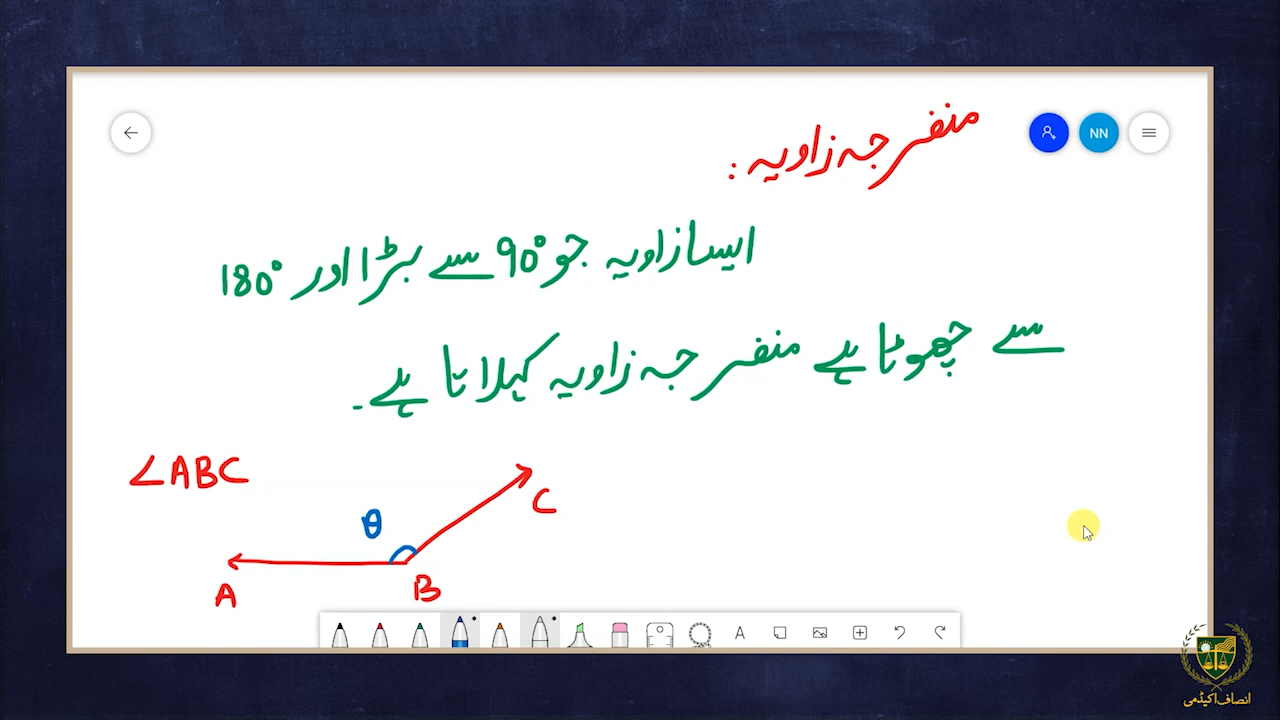 NN
منفرجہ زاویہ :
ایسا زاویہ جو 90° سے بڑا اور 180°
سے چھوٹا ہے منفرجہ زاویہ کہلاتا ہے۔
∠ABC
θ
C
A
B
A
انصاف اکیڈمی